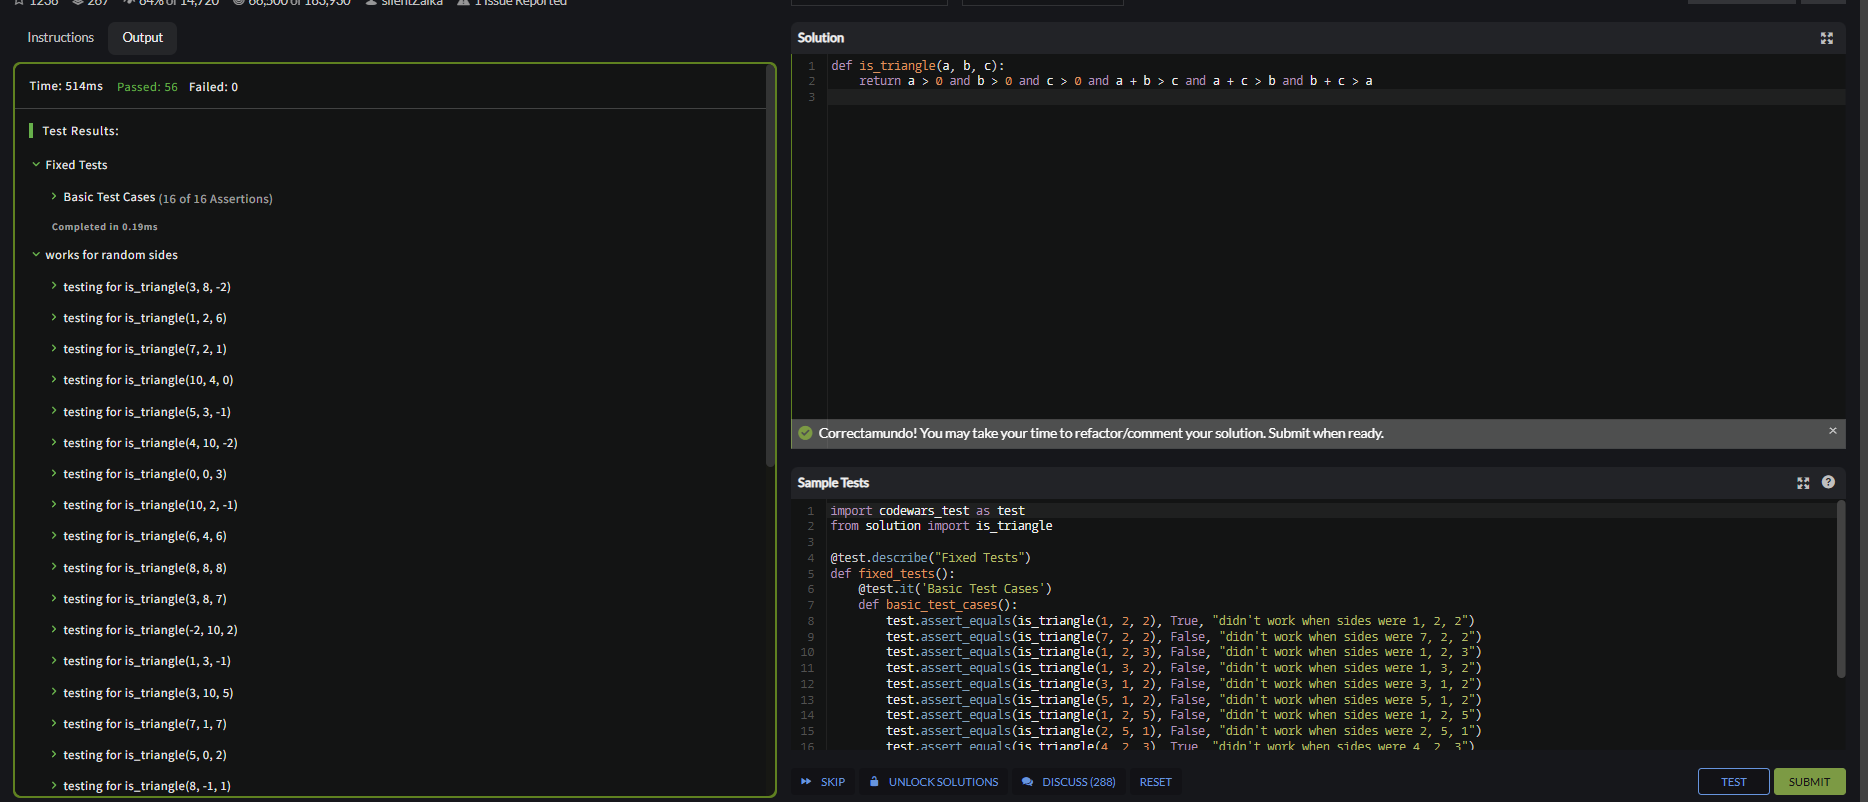 1238 267 84% of 14,720 66,500 of 183,930 silentZaika 1 Issue Reported
Instructions
Output
Time: 514ms Passed: 56 Failed: 0
Test Results:
Fixed Tests
Basic Test Cases (16 of 16 Assertions)
Completed in 0.19ms
works for random sides
testing for is_triangle(3, 8, -2)
testing for is_triangle(1, 2, 6)
testing for is_triangle(7, 2, 1)
testing for is_triangle(10, 4, 0)
testing for is_triangle(5, 3, -1)
testing for is_triangle(4, 10, -2)
testing for is_triangle(0, 0, 3)
testing for is_triangle(10, 2, -1)
testing for is_triangle(6, 4, 6)
testing for is_triangle(8, 8, 8)
testing for is_triangle(3, 8, 7)
testing for is_triangle(-2, 10, 2)
testing for is_triangle(1, 3, -1)
testing for is_triangle(3, 10, 5)
testing for is_triangle(7, 1, 7)
testing for is_triangle(5, 0, 2)
testing for is_triangle(8, -1, 1)
Solution
1 def is_triangle(a, b, c):
2     return a > 0 and b > 0 and c > 0 and a + b > c and a + c > b and b + c > a
3
Correctamundo! You may take your time to refactor/comment your solution. Submit when ready. ×
Sample Tests
1 import codewars_test as test
2 from solution import is_triangle
3
4 @test.describe("Fixed Tests")
5 def fixed_tests():
6     @test.it('Basic Test Cases')
7     def basic_test_cases():
8         test.assert_equals(is_triangle(1, 2, 2), True, "didn't work when sides were 1, 2, 2")
9         test.assert_equals(is_triangle(7, 2, 2), False, "didn't work when sides were 7, 2, 2")
10         test.assert_equals(is_triangle(1, 2, 3), False, "didn't work when sides were 1, 2, 3")
11         test.assert_equals(is_triangle(1, 3, 2), False, "didn't work when sides were 1, 3, 2")
12         test.assert_equals(is_triangle(3, 1, 2), False, "didn't work when sides were 3, 1, 2")
13         test.assert_equals(is_triangle(5, 1, 2), False, "didn't work when sides were 5, 1, 2")
14         test.assert_equals(is_triangle(1, 2, 5), False, "didn't work when sides were 1, 2, 5")
15         test.assert_equals(is_triangle(2, 5, 1), False, "didn't work when sides were 2, 5, 1")
16         test.assert_equals(is_triangle(4, 2, 3), True, "didn't work when sides were 4, 2, 3")
SKIP UNLOCK SOLUTIONS DISCUSS (288) RESET TEST SUBMIT